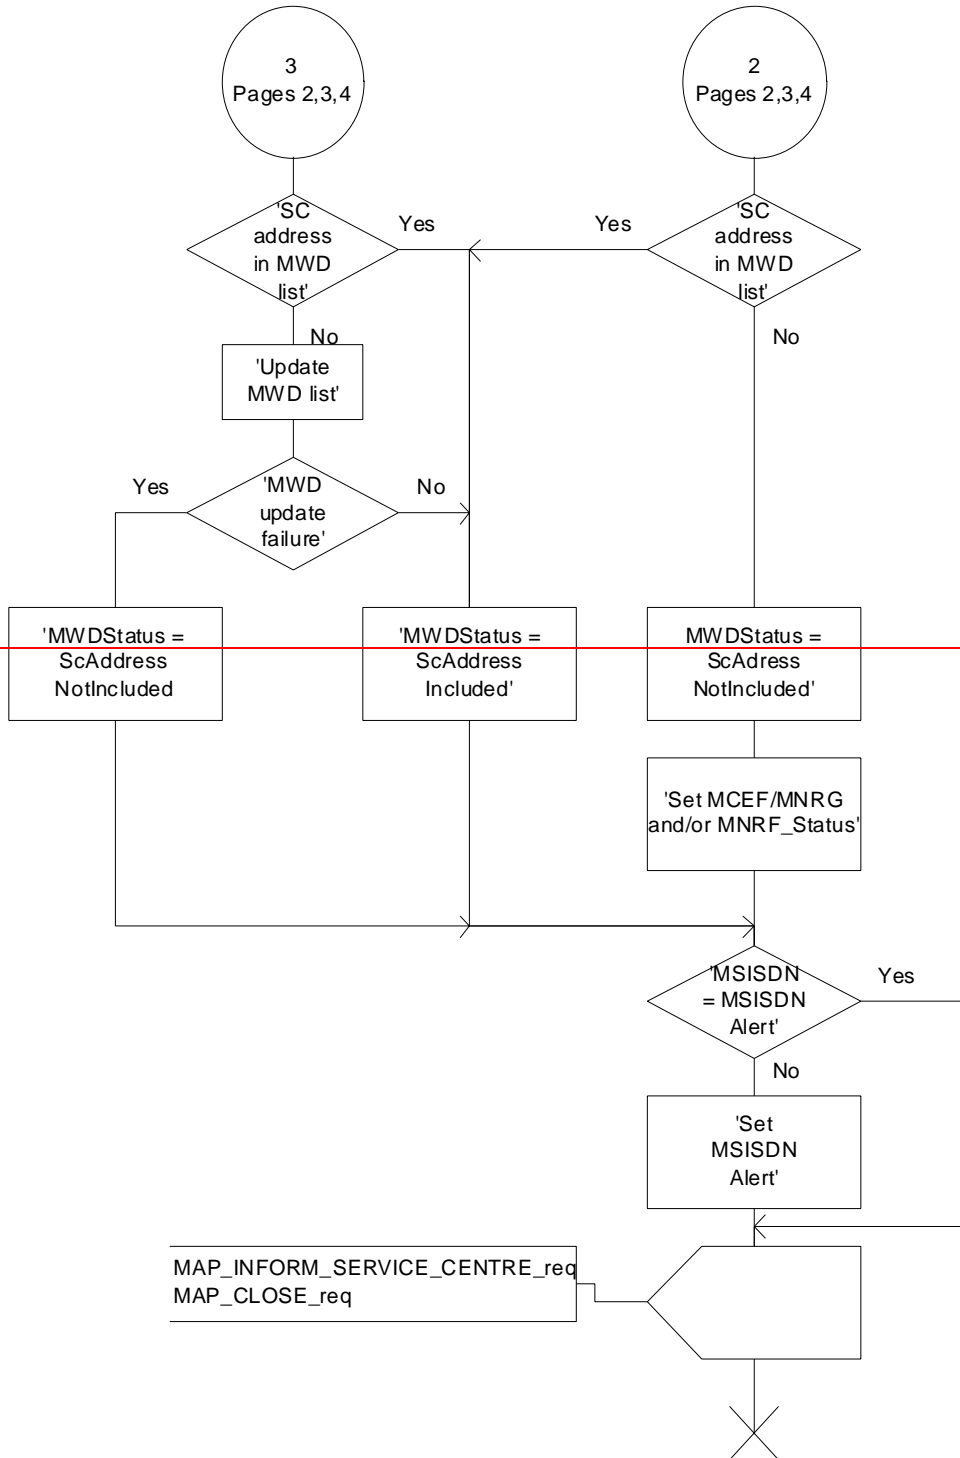 3
Pages 2,3,4
2
Pages 2,3,4
'SC
address
in MWD
list'
Yes
Yes
'SC
address
in MWD
list'
No
No
'Update
MWD list'
Yes
'MWD
update
failure'
No
'MWDStatus =
ScAddress
NotIncluded
'MWDStatus =
ScAddress
Included'
MWDStatus =
ScAdress
NotIncluded'
'Set MCEF/MNRG
and/or MNRF_Status'
'MSISDN
= MSISDN
Alert'
Yes
No
'Set
MSISDN
Alert'
MAP_INFORM_SERVICE_CENTRE_req
MAP_CLOSE_req